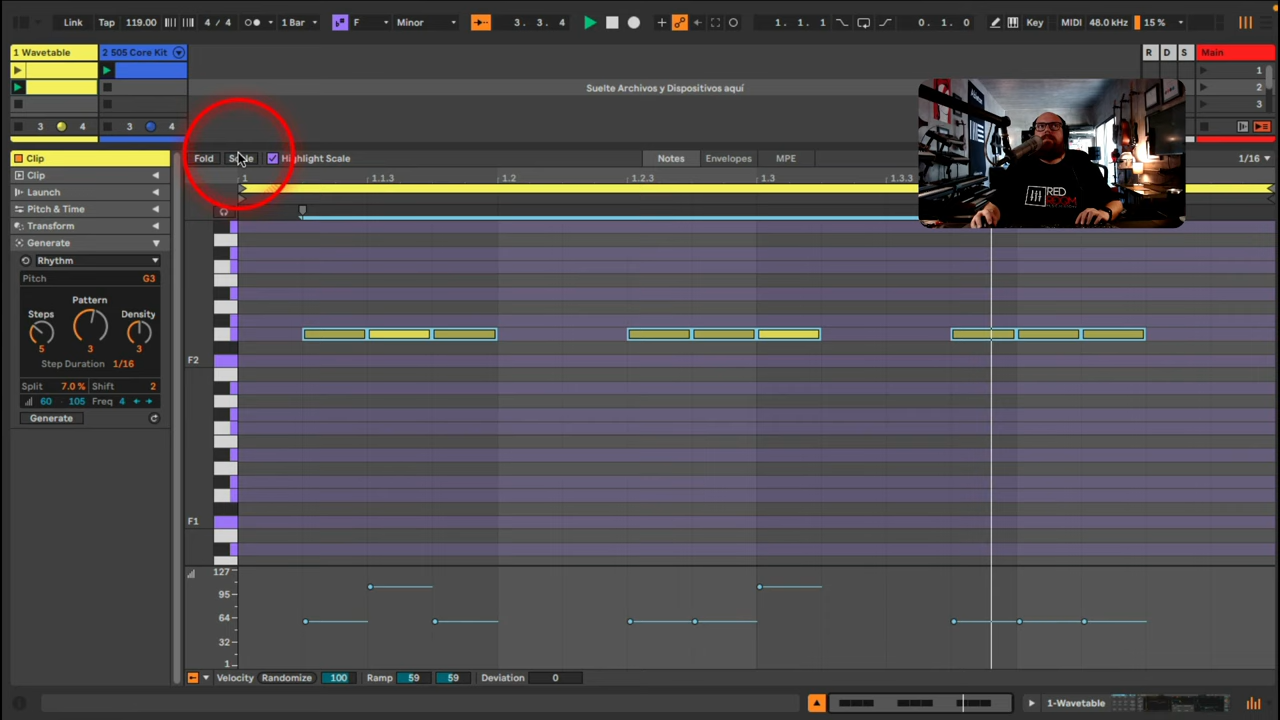 Link Tap 119.00 4 / 4 1 Bar F Minor 3. 3. 4 1. 1. 1 0. 1. 0 Key MIDI 48.0 kHz 15 %
1 Wavetable 2 505 Core Kit R D S Main
1
Suelte Archivos y Dispositivos aquí 2
3
3 4 3 4
Clip Fold Highlight Scale Notes Envelopes MPE 1/16
Clip 1 1.1.3 1.2 1.2.3 1.3 1.3.3
Launch
Pitch & Time
Transform
Generate
Rhythm
Pitch G3
Pattern
Steps Density
5 3 3
Step Duration 1/16
F2
Split 7.0 % Shift 2
60 105 Freq 4
Generate
F1
127
95
64
32
1
Velocity Randomize 100 Ramp 59 59 Deviation 0
1-Wavetable
RED ROOM